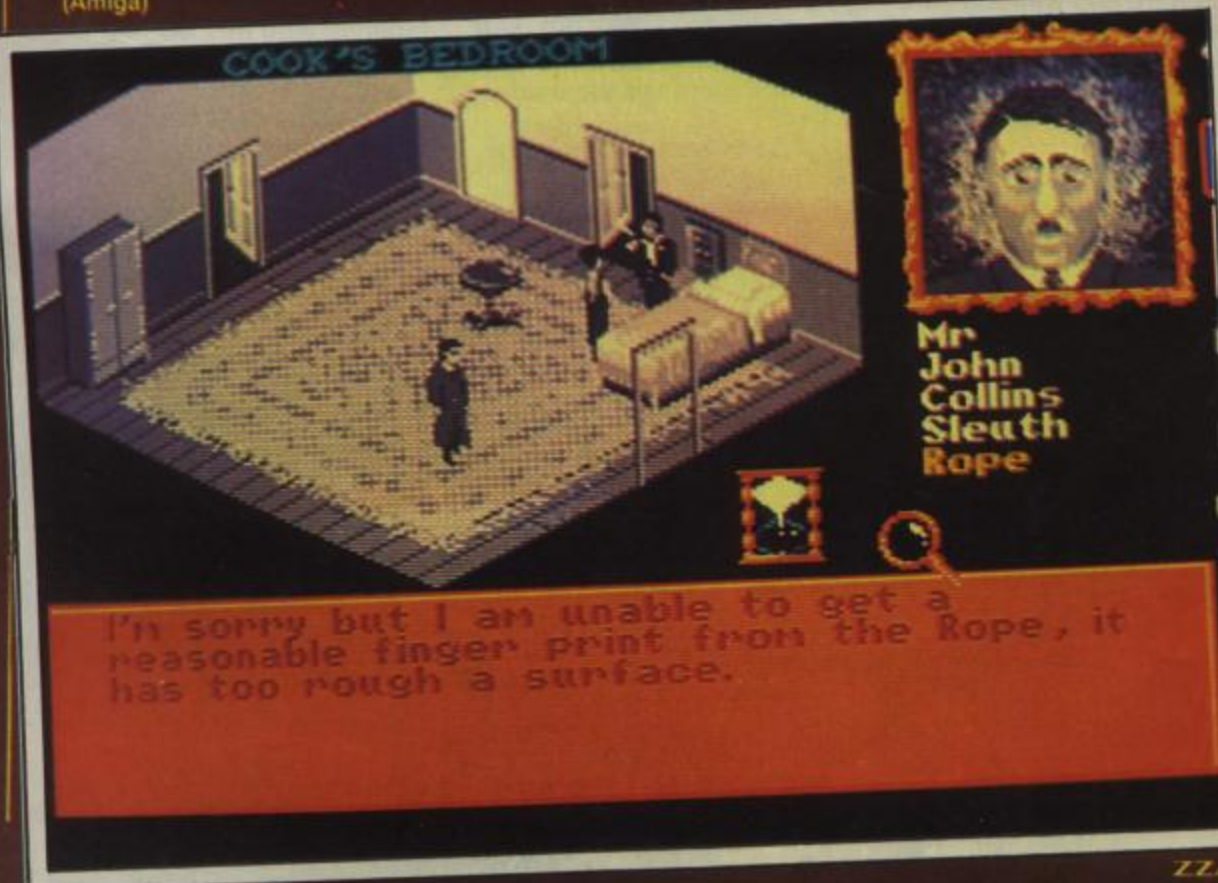 (Amiga)
COOK'S BEDROOM
Mr
John
Collins
Sleuth
Rope
I'm sorry but I am unable to get a
reasonable finger print from the Rope, it
has too rough a surface.